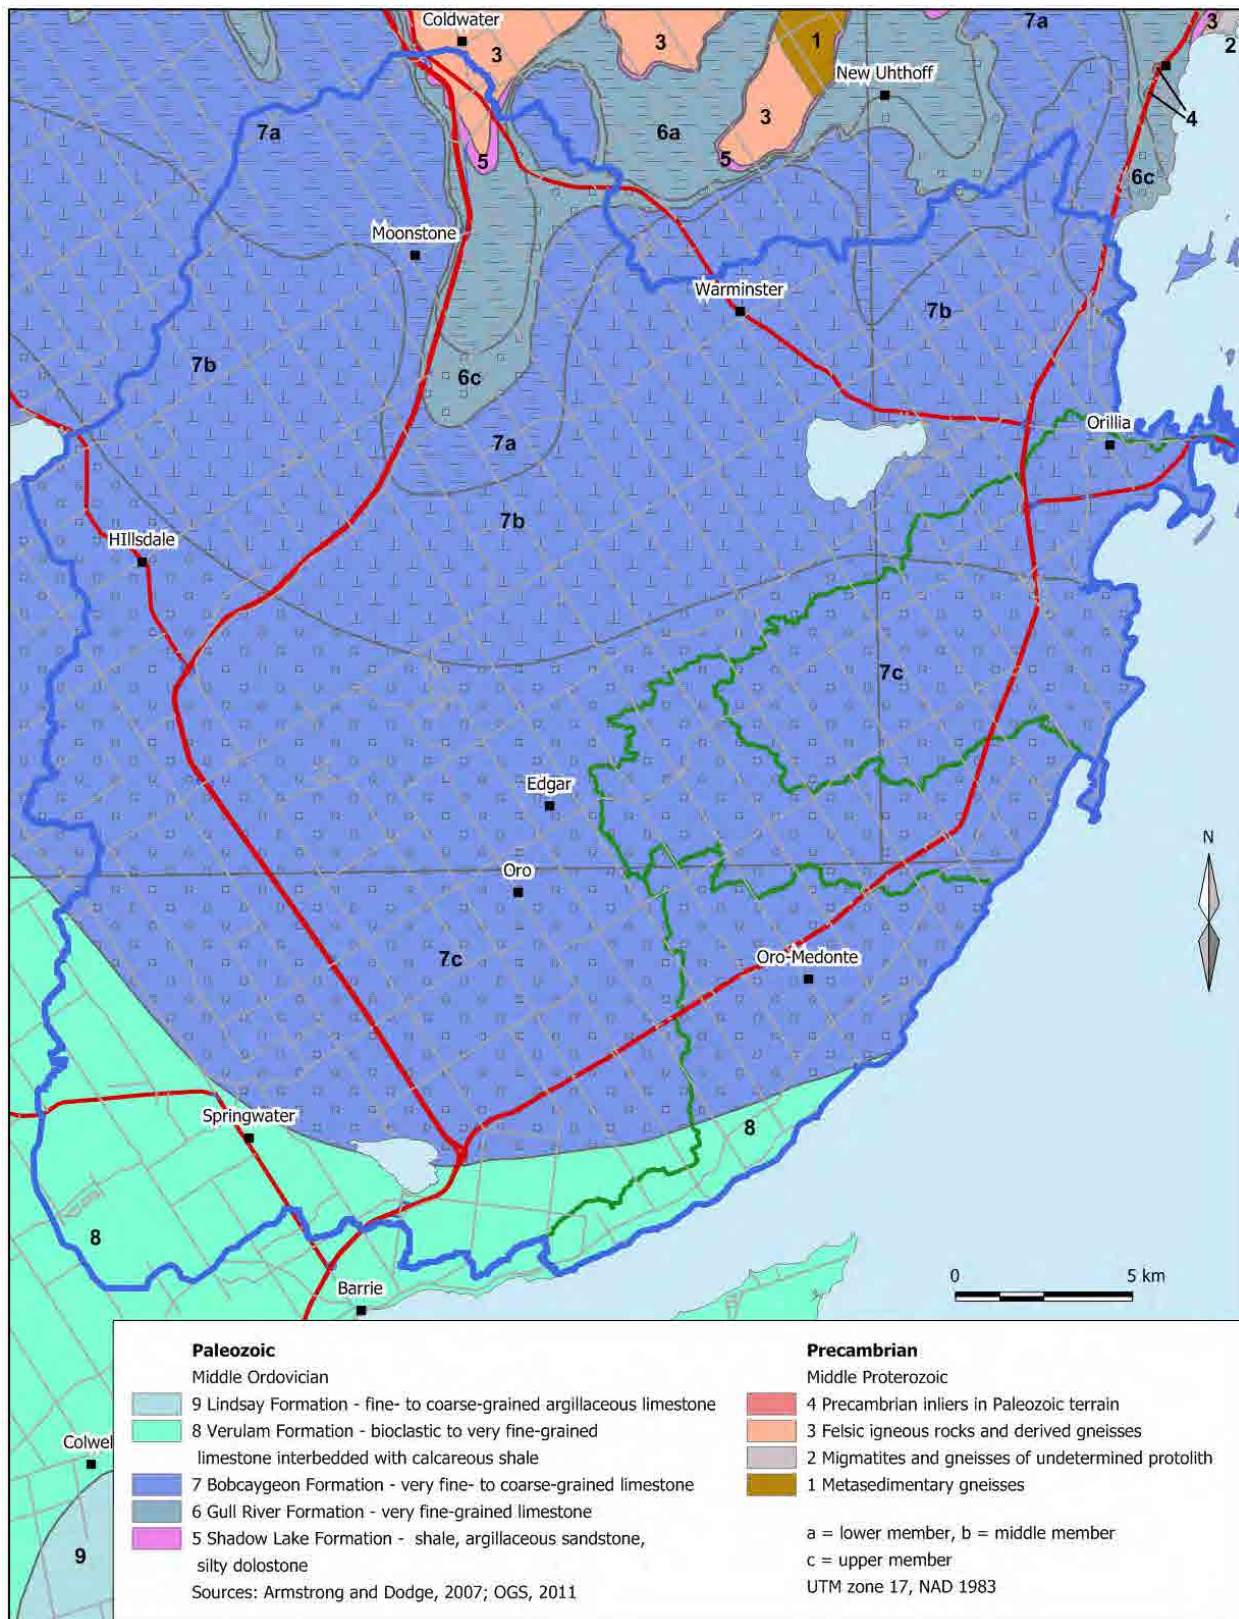 Coldwater
3
3
1
7a
3
2
New Uhthoff
4
7a
6a
3
5
5
6c
Moonstone
Warminster
7b
7b
6c
Orillia
7a
7b
HIllsdale
7c
Edgar
Oro
N
7c
Oro-Medonte
Springwater
8
8
0 5 km
Barrie
Colwel
9
Paleozoic
Middle Ordovician
9 Lindsay Formation - fine- to coarse-grained argillaceous limestone
8 Verulam Formation - bioclastic to very fine-grained
limestone interbedded with calcareous shale
7 Bobcaygeon Formation - very fine- to coarse-grained limestone
6 Gull River Formation - very fine-grained limestone
5 Shadow Lake Formation - shale, argillaceous sandstone,
silty dolostone
Sources: Armstrong and Dodge, 2007; OGS, 2011
Precambrian
Middle Proterozoic
4 Precambrian inliers in Paleozoic terrain
3 Felsic igneous rocks and derived gneisses
2 Migmatites and gneisses of undetermined protolith
1 Metasedimentary gneisses
a = lower member, b = middle member
c = upper member
UTM zone 17, NAD 1983